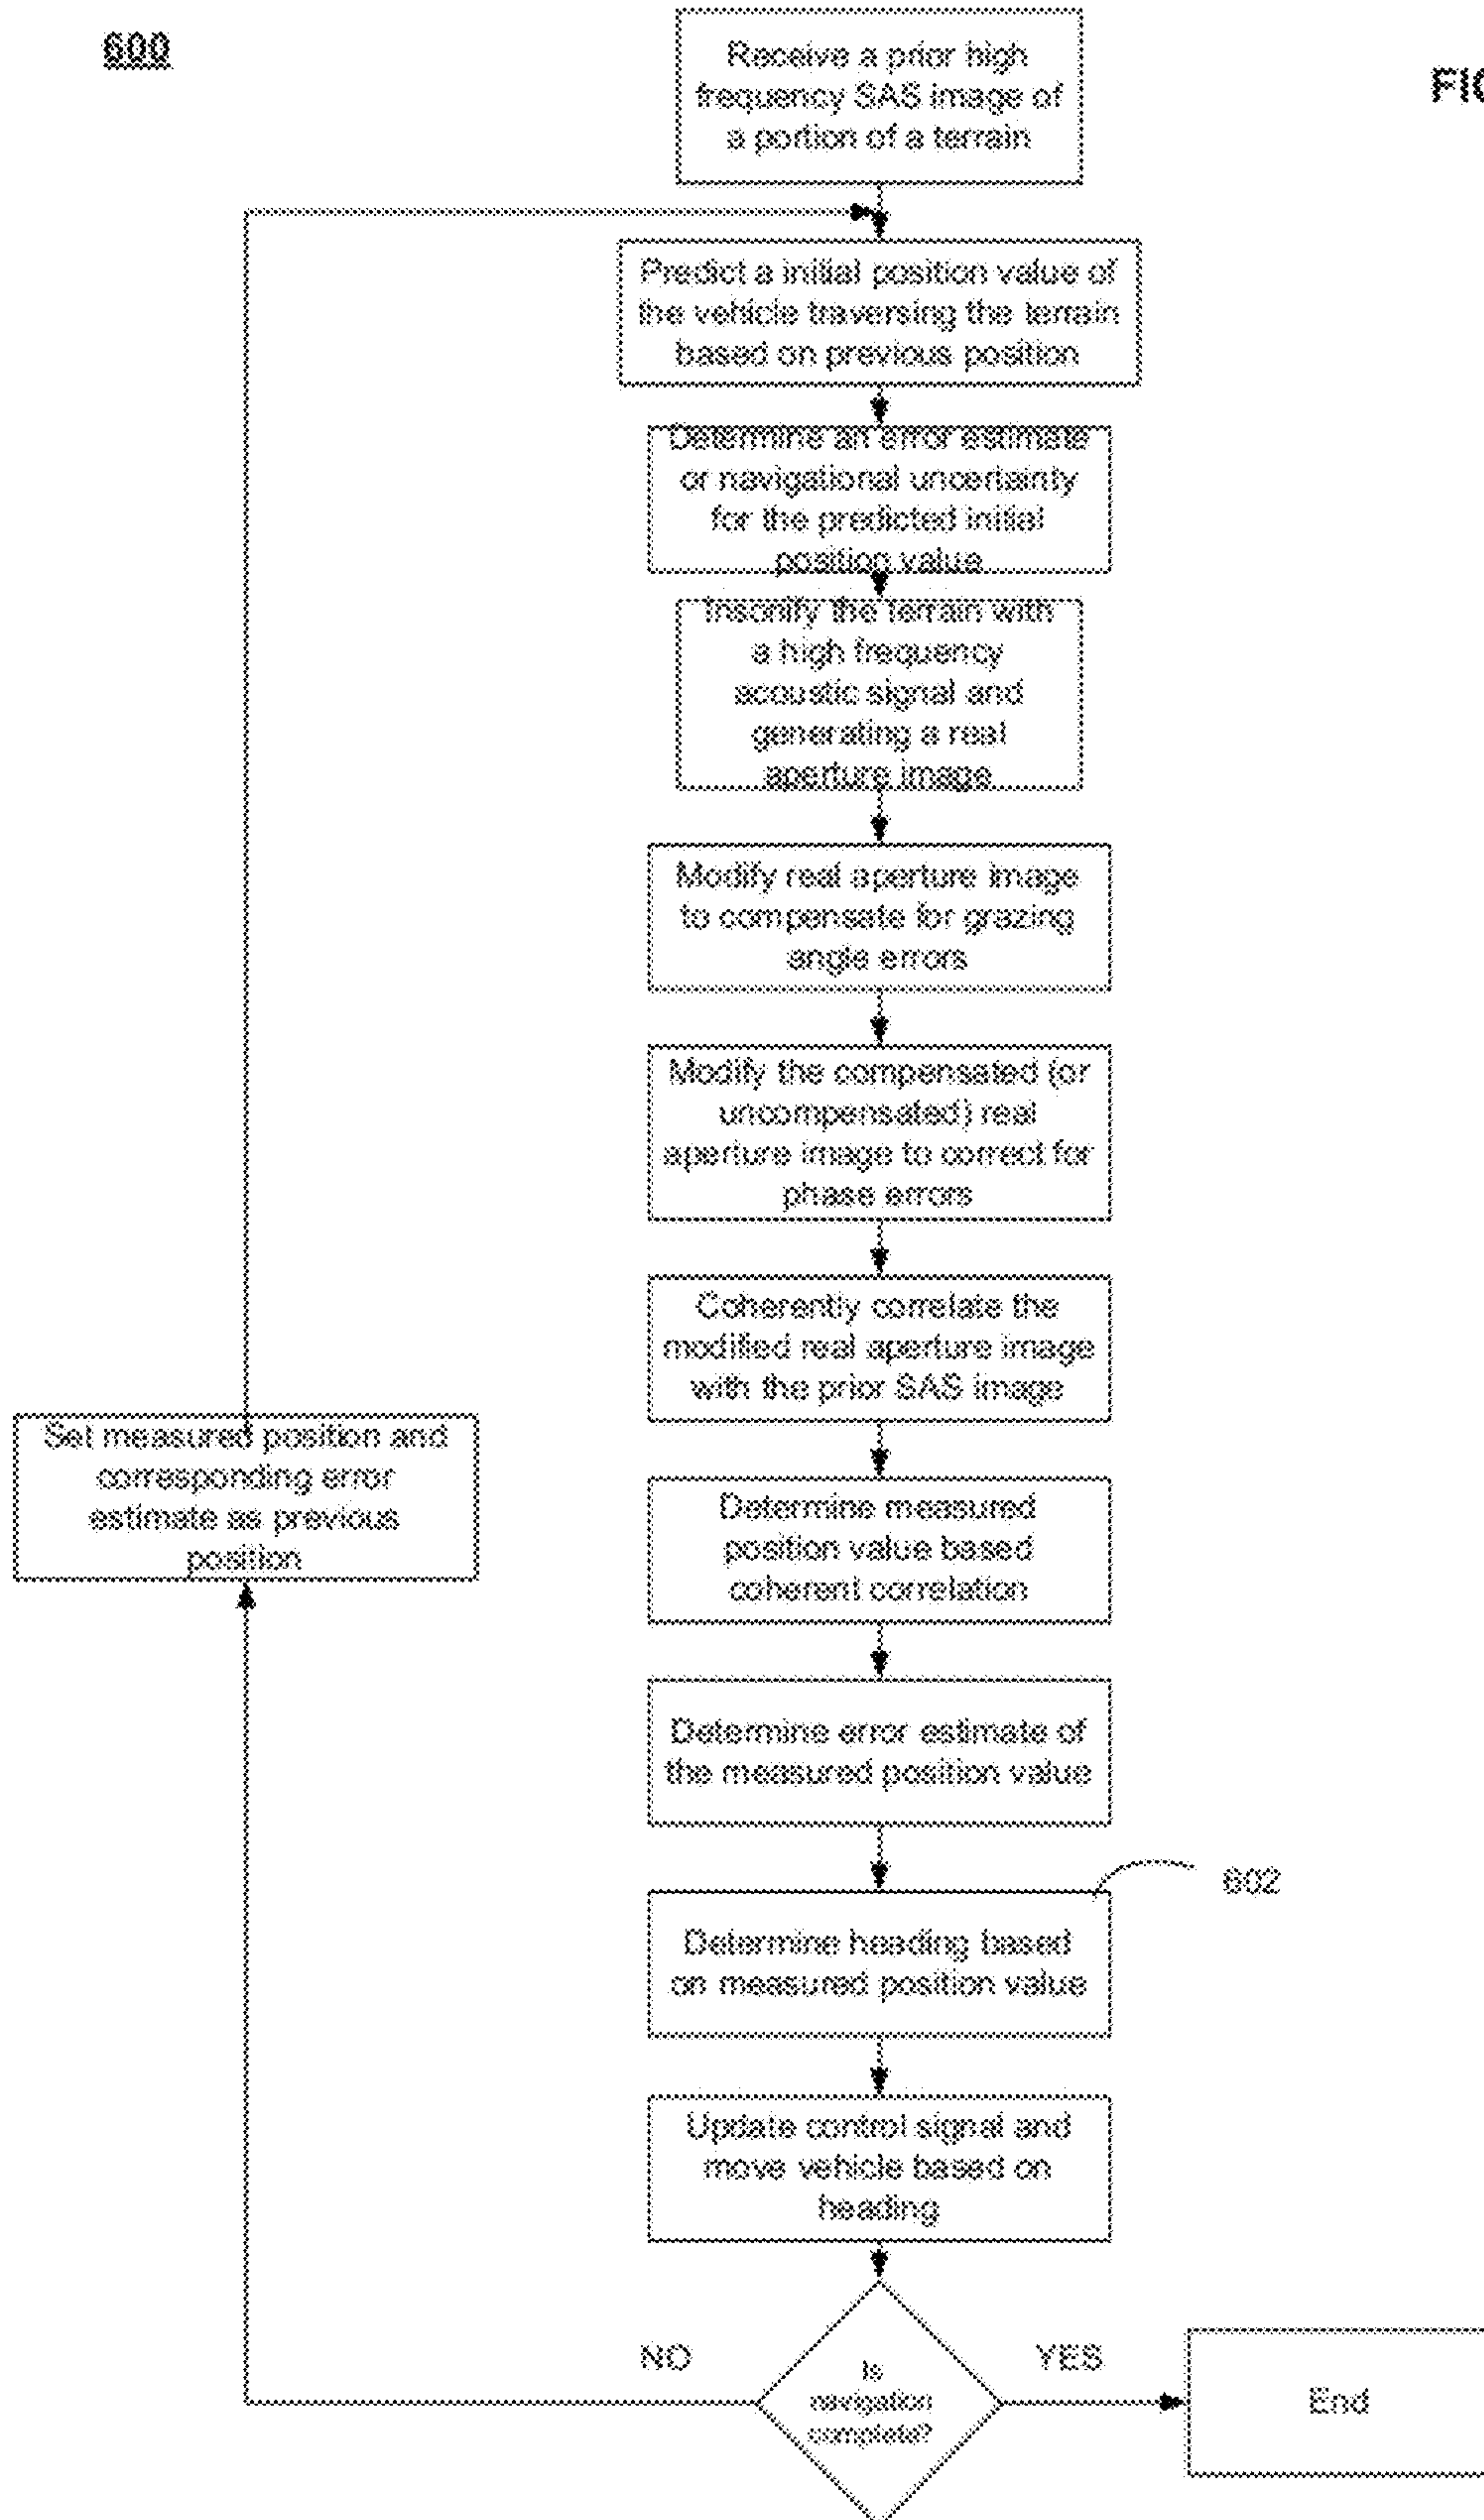 600
FIG
Receive a prior high
frequency SAS image of
a portion of a terrain
Predict a initial position value of
the vehicle traversing the terrain
based on previous position
Determine an error estimate
or navigational uncertainty
for the predicted initial
position value
Insonify the terrain with
a high frequency
acoustic signal and
generating a real
aperture image
Modify real aperture image
to compensate for grazing
angle errors
Modify the compensated (or
uncompensated) real
aperture image to correct for
phase errors
Coherently correlate the
modified real aperture image
with the prior SAS image
Set measured position and
corresponding error
estimate as previous
position
Determine measured
position value based
coherent correlation
Determine error estimate of
the measured position value
602
Determine heading based
on measured position value
Update control signal and
move vehicle based on
heading
NO
Is
navigation
complete?
YES
End